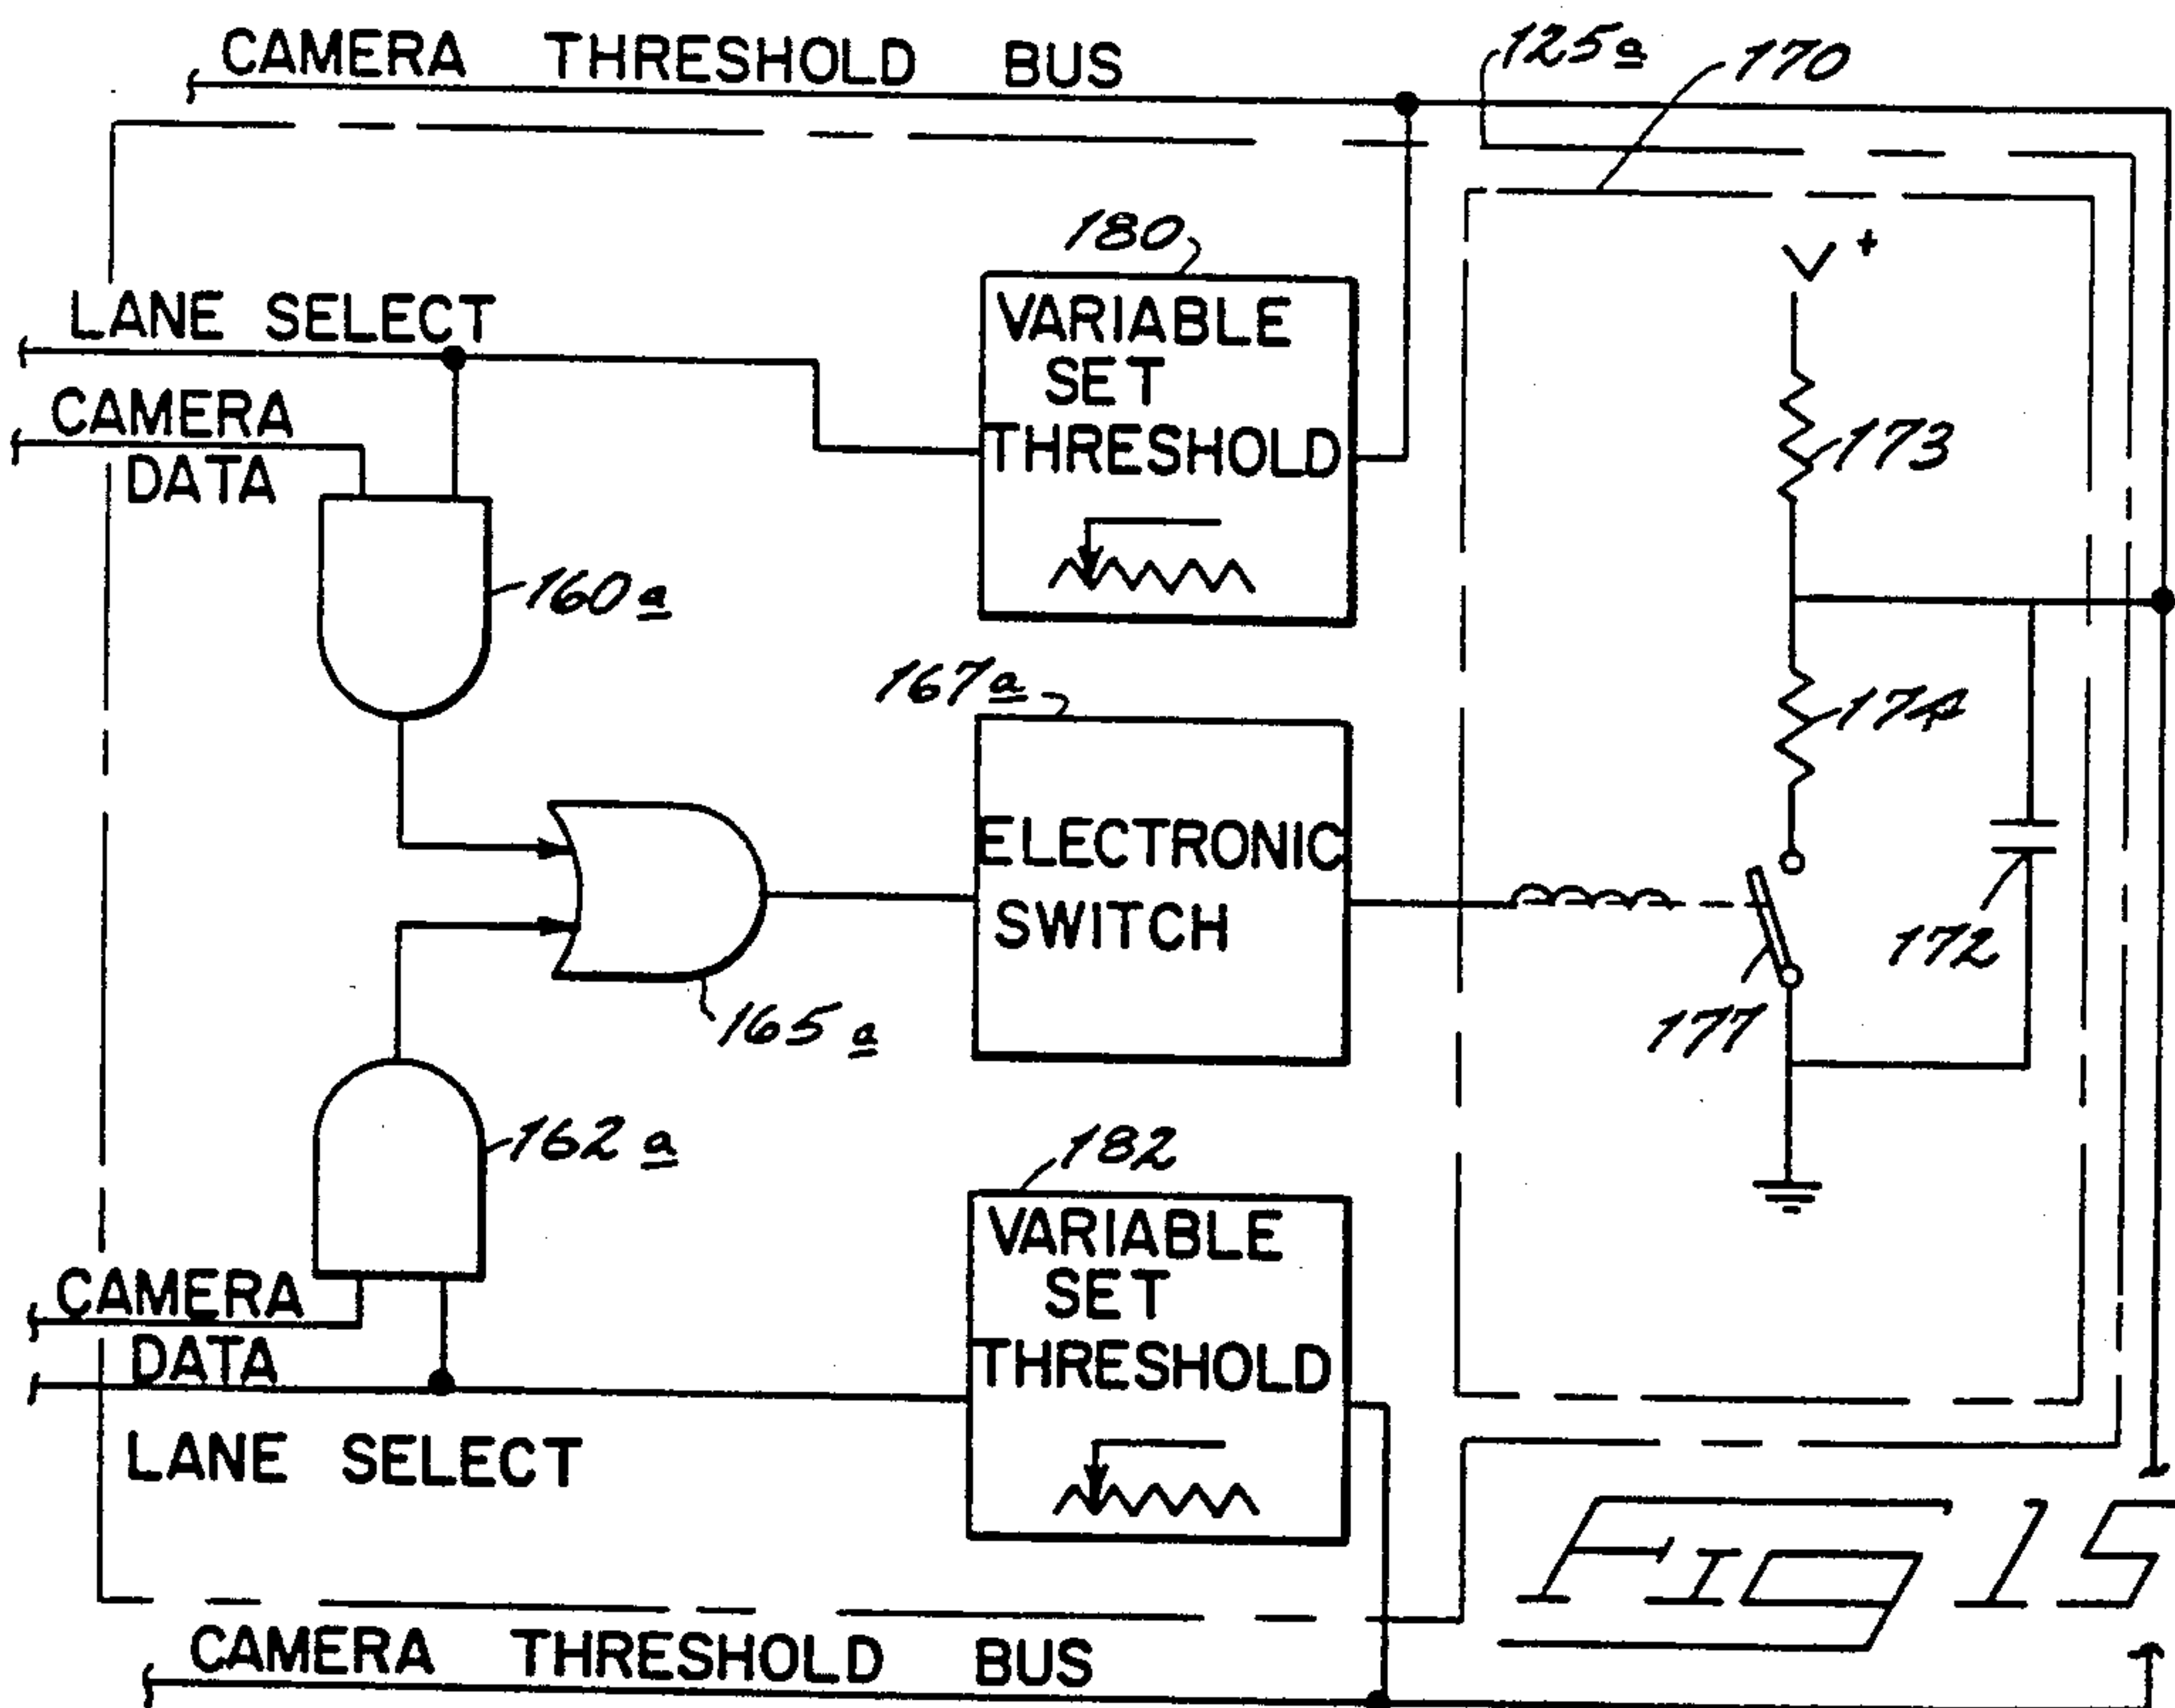 CAMERA THRESHOLD BUS
125a
170
180
V+
LANE SELECT
VARIABLE
SET
THRESHOLD
CAMERA
DATA
173
160a
167a
174
ELECTRONIC
SWITCH
172
177
165a
162a
182
VARIABLE
SET
THRESHOLD
CAMERA
DATA
LANE SELECT
FIG 15
CAMERA THRESHOLD BUS